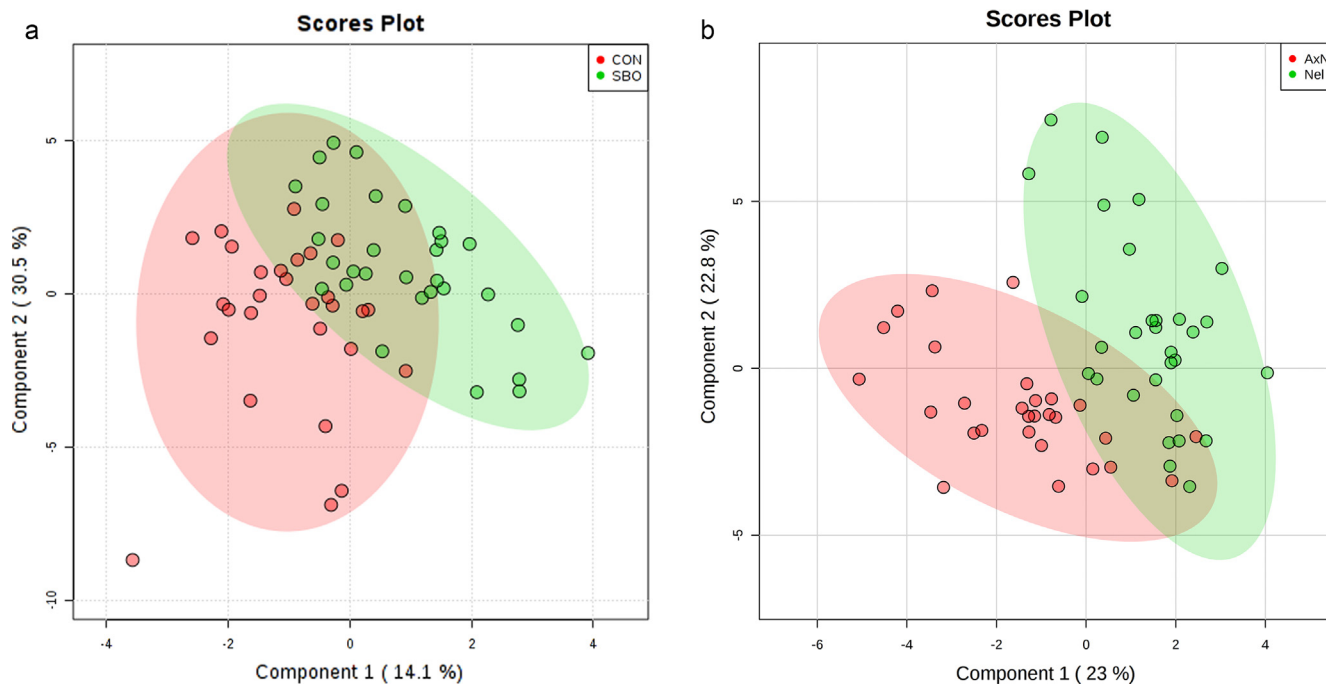 a
Scores Plot
CON
SBO
Component 2 ( 30.5 %)
5
0
-5
-10
-4
-2
0
2
4
Component 1 ( 14.1 %)
b
Scores Plot
AxN
Nel
Component 2 ( 22.8 %)
5
0
-5
-6
-4
-2
0
2
4
Component 1 ( 23 %)